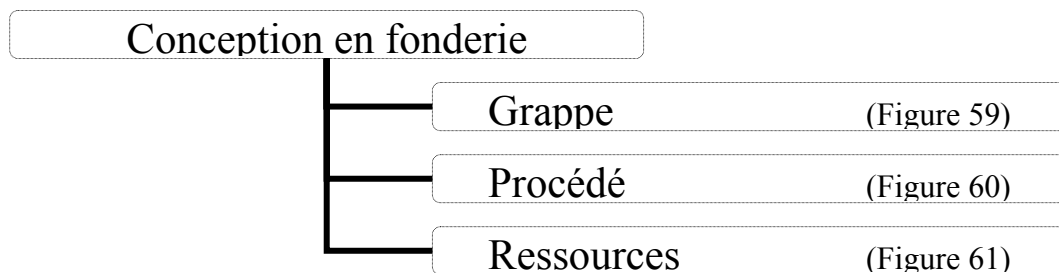 Conception en fonderie
Grappe (Figure 59)
Procédé (Figure 60)
Ressources (Figure 61)